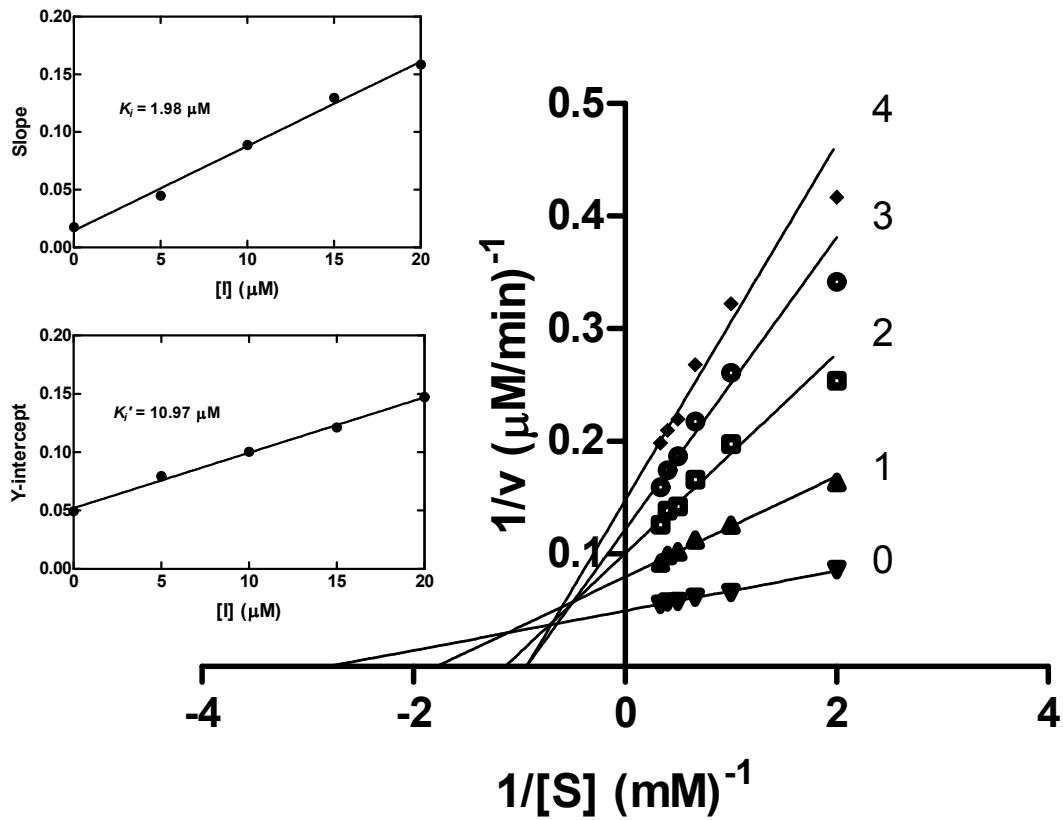 0.20
0.15
0.10
0.05
0.00
Slope
Ki = 1.98 μM
0 5 10 15 20
[I] (μM)
0.20
0.15
0.10
0.05
0.00
Y-intercept
Ki' = 10.97 μM
0 5 10 15 20
[I] (μM)
0.5
0.4
0.3
0.2
0.1
1/v (μM/min)-1
4
3
2
1
0
-4 -2 0 2 4
1/[S] (mM)-1